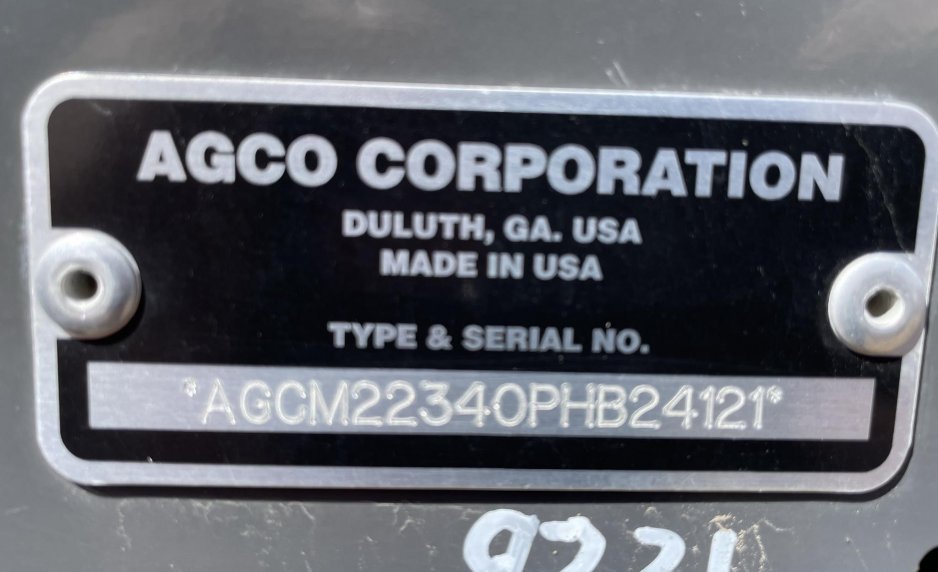 AGCO CORPORATION
DULUTH, GA. USA
MADE IN USA
TYPE & SERIAL NO.
*AGCM22340PHB24121*